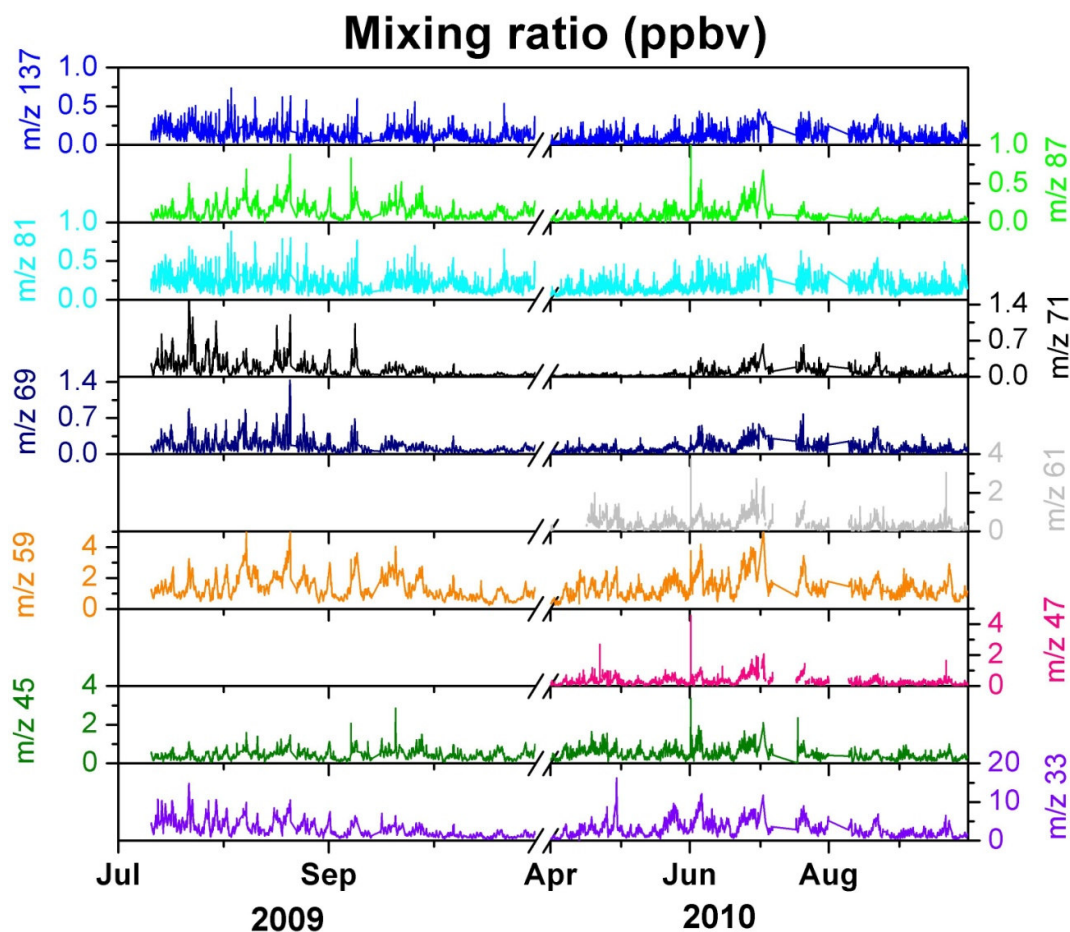 Mixing ratio (ppbv)
m/z 137
1.0
0.5
0.0
m/z 87
1.0
0.5
0.0
m/z 81
1.0
0.5
0.0
m/z 71
1.4
0.7
0.0
m/z 69
1.4
0.7
0.0
m/z 61
4
2
0
m/z 59
4
2
0
m/z 47
4
2
0
m/z 45
4
2
0
m/z 33
20
10
0
Jul Sep Apr Jun Aug
2009 2010